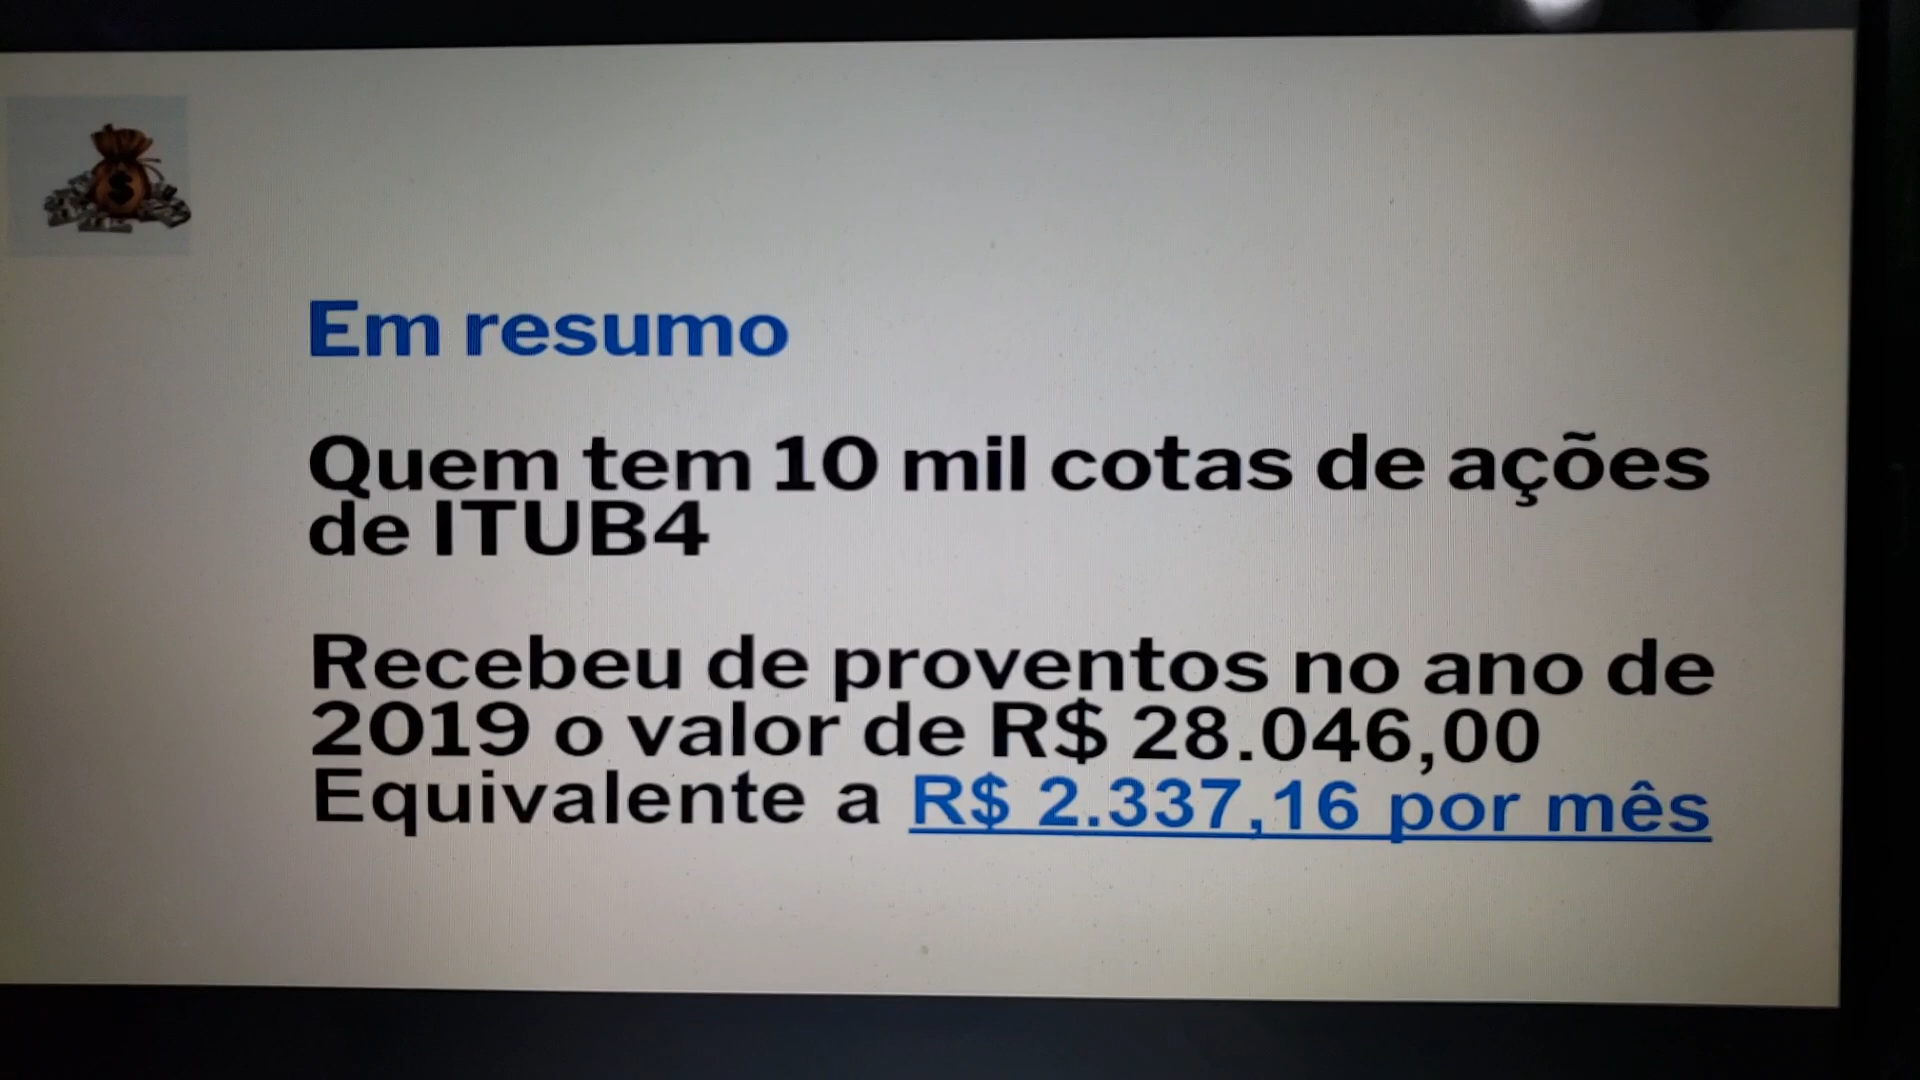 Em resumo
Quem tem 10 mil cotas de ações
de ITUB4
Recebeu de proventos no ano de
2019 o valor de R$ 28.046,00
Equivalente a R$ 2.337,16 por mês